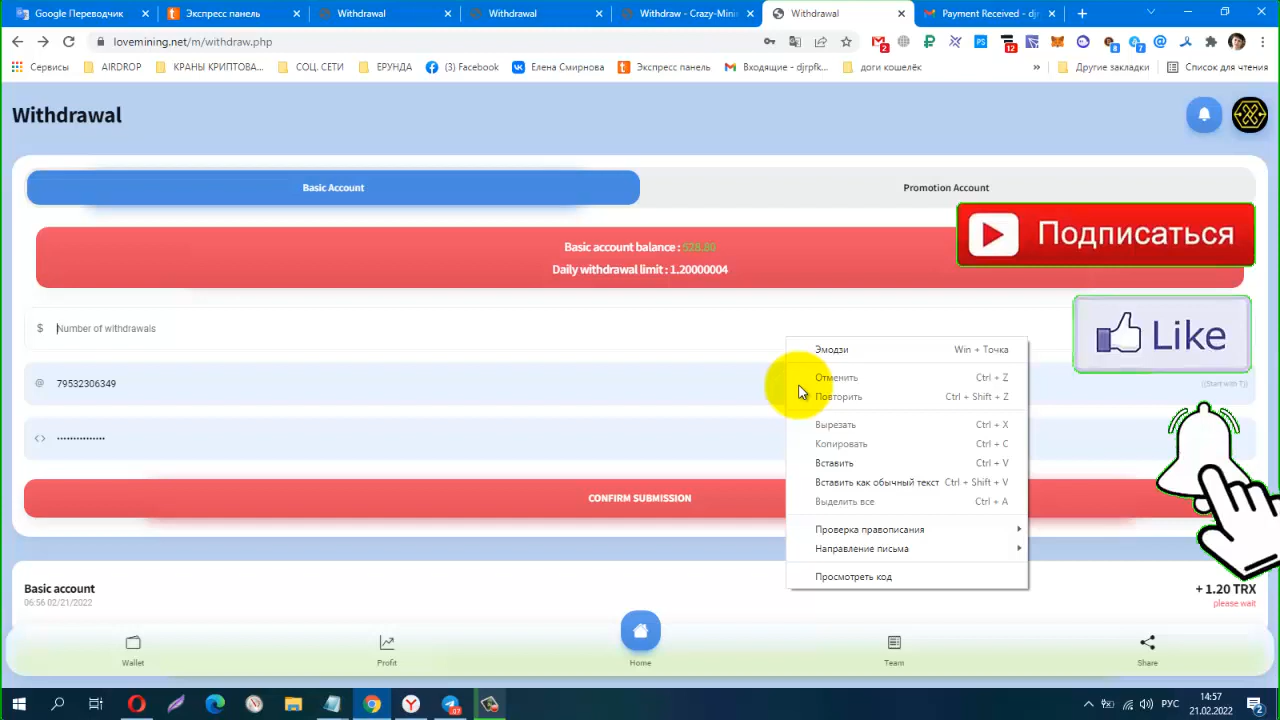 Google Переводчик
Экспресс панель
Withdrawal
Withdrawal
Withdraw - Crazy-Mini
Withdrawal
Payment Received - djr
lovemining.net/m/withdraw.php
Сервисы
AIRDROP
КРАНЫ КРИПТОВА...
СОЦ. СЕТИ
ЕРУНДА
(3) Facebook
Елена Смирнова
Экспресс панель
Входящие - djrpfk...
доги кошелёк
»
Другие закладки
Список для чтения
Withdrawal
Basic Account
Promotion Account
Подписаться
Basic account balance : 528.80
Daily withdrawal limit : 1.20000004
$ Number of withdrawals
Like
Эмодзи Win + Точка
Отменить Ctrl + Z
@ 79532306349
((Start with T))
Повторить Ctrl + Shift + Z
Вырезать Ctrl + X
<> •••••••••••••••
Копировать Ctrl + C
Вставить Ctrl + V
Вставить как обычный текст Ctrl + Shift + V
CONFIRM SUBMISSION
Выделить все Ctrl + A
Проверка правописания
Направление письма
Просмотреть код
Basic account
+ 1.20 TRX
06:56 02/21/2022
please wait
Wallet
Profit
Home
Team
Share
РУС
14:57
21.02.2022